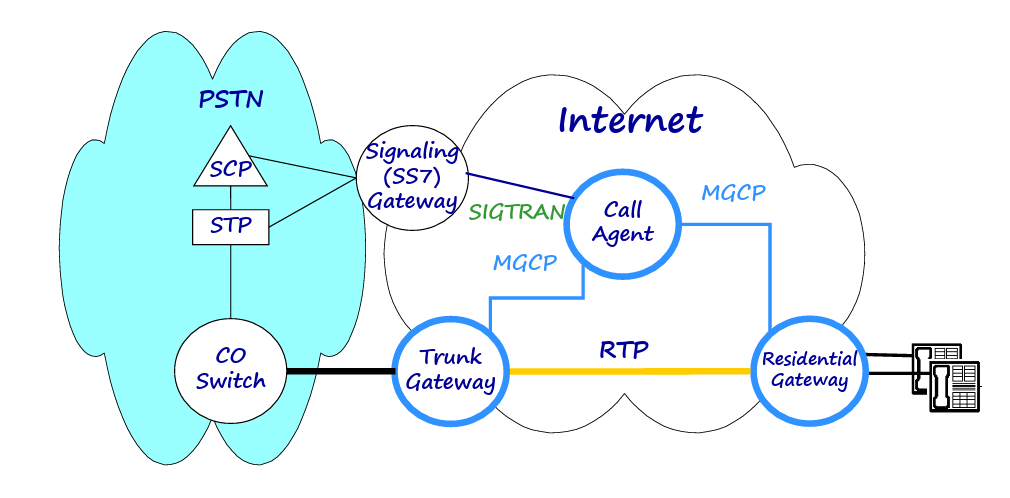 PSTN
Internet
Signaling
(SS7)
Gateway
SCP
STP
SIGTRAN
Call
Agent
MGCP
MGCP
CO
Switch
Trunk
Gateway
RTP
Residential
Gateway